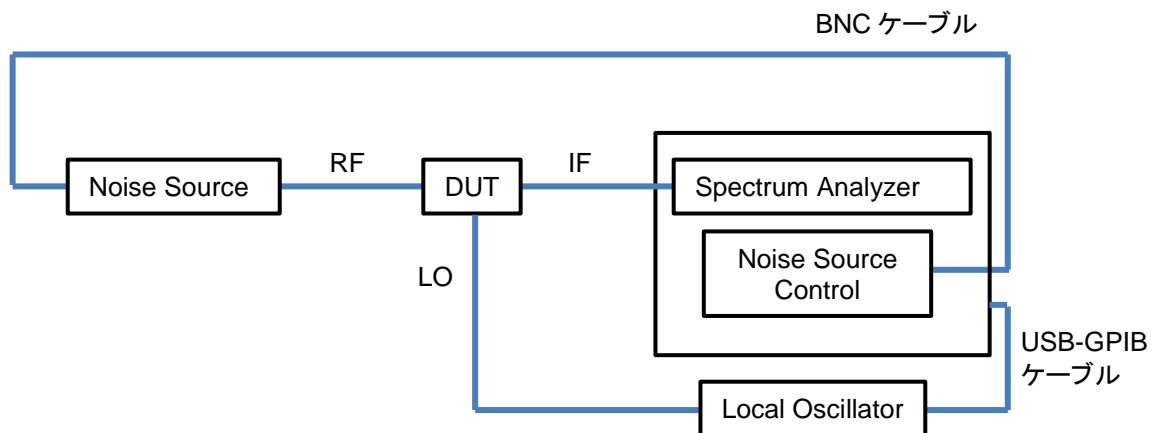 BNC ケーブル
Noise Source
RF
DUT
IF
Spectrum Analyzer
Noise Source
Control
LO
USB-GPIB
ケーブル
Local Oscillator